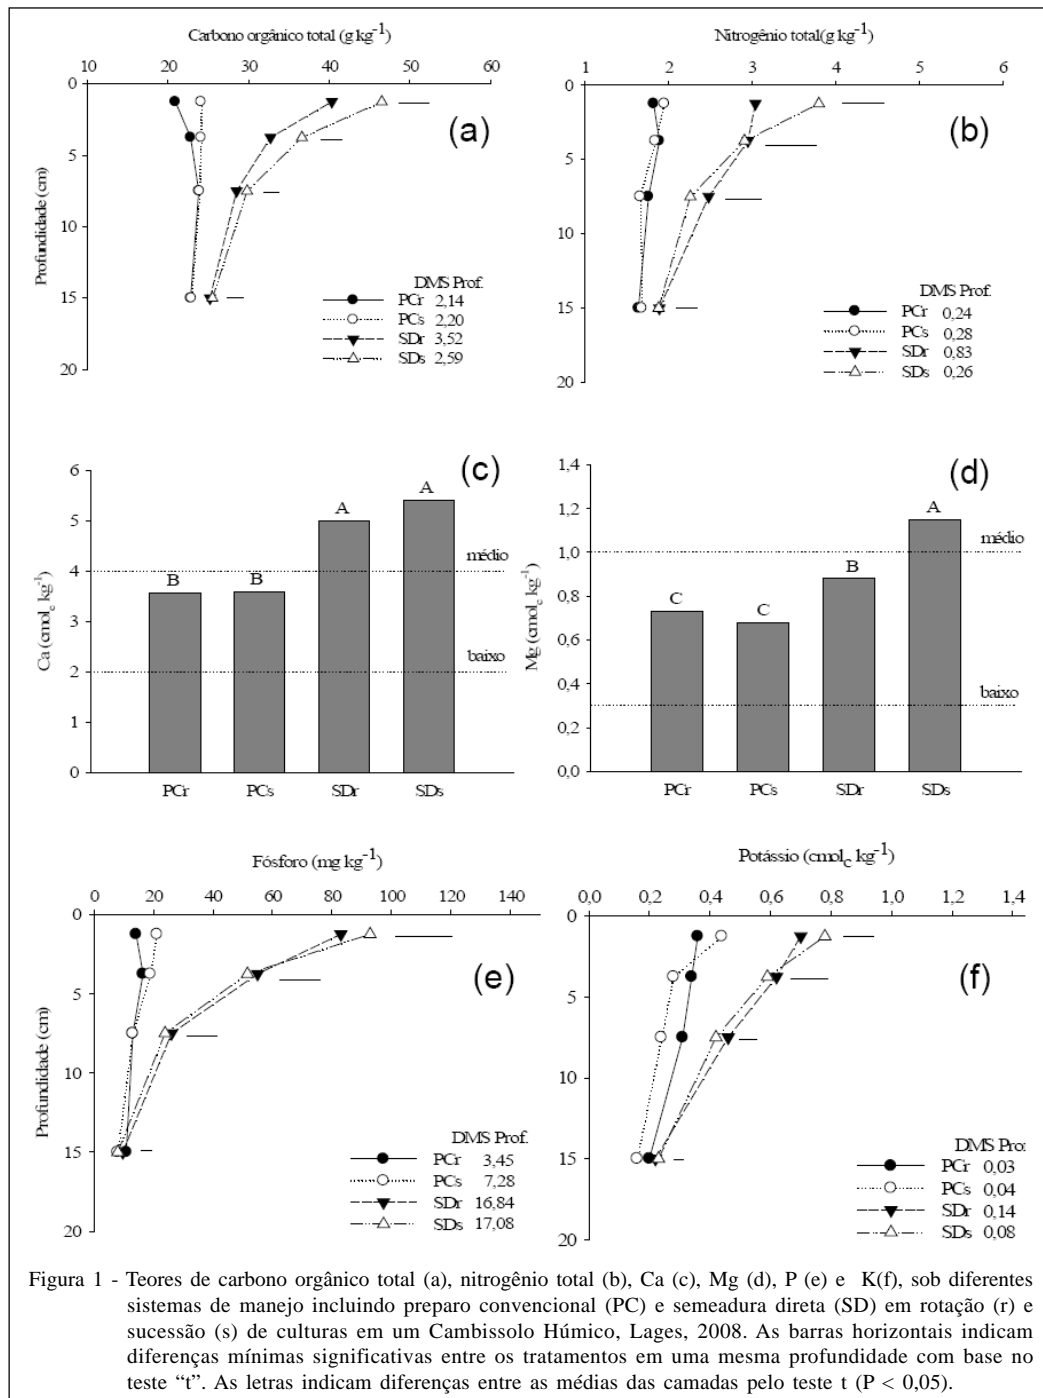 Carbono orgânico total (g kg-1)
10 20 30 40 50 60
0
5
10
15
20
Profundidade (cm)
(a)
DMS Prof.
PCr 2,14
PCs 2,20
SDr 3,52
SDs 2,59
Nitrogênio total(g kg-1)
1 2 3 4 5 6
0
5
10
15
20
(b)
DMS Prof.
PCr 0,24
PCs 0,28
SDr 0,83
SDs 0,26
(c)
6
5
4
3
2
1
0
Ca (cmolc kg-1)
B B A A
médio
baixo
PCr PCs SDr SDs
(d)
1,4
1,2
1,0
0,8
0,6
0,4
0,2
0,0
Mg (cmolc kg-1)
C C B A
médio
baixo
PCr PCs SDr SDs
Fósforo (mg kg-1)
0 20 40 60 80 100 120 140
0
5
10
15
20
Profundidade (cm)
(e)
DMS Prof.
PCr 3,45
PCs 7,28
SDr 16,84
SDs 17,08
Potássio (cmolc kg-1)
0,0 0,2 0,4 0,6 0,8 1,0 1,2 1,4
0
5
10
15
20
(f)
DMS Pro
PCr 0,03
PCs 0,04
SDr 0,14
SDs 0,08
Figura 1 - Teores de carbono orgânico total (a), nitrogênio total (b), Ca (c), Mg (d), P (e) e K(f), sob diferentes
sistemas de manejo incluindo preparo convencional (PC) e semeadura direta (SD) em rotação (r) e
sucessão (s) de culturas em um Cambissolo Húmico, Lages, 2008. As barras horizontais indicam
diferenças mínimas significativas entre os tratamentos em uma mesma profundidade com base no
teste “t”. As letras indicam diferenças entre as médias das camadas pelo teste t (P < 0,05).